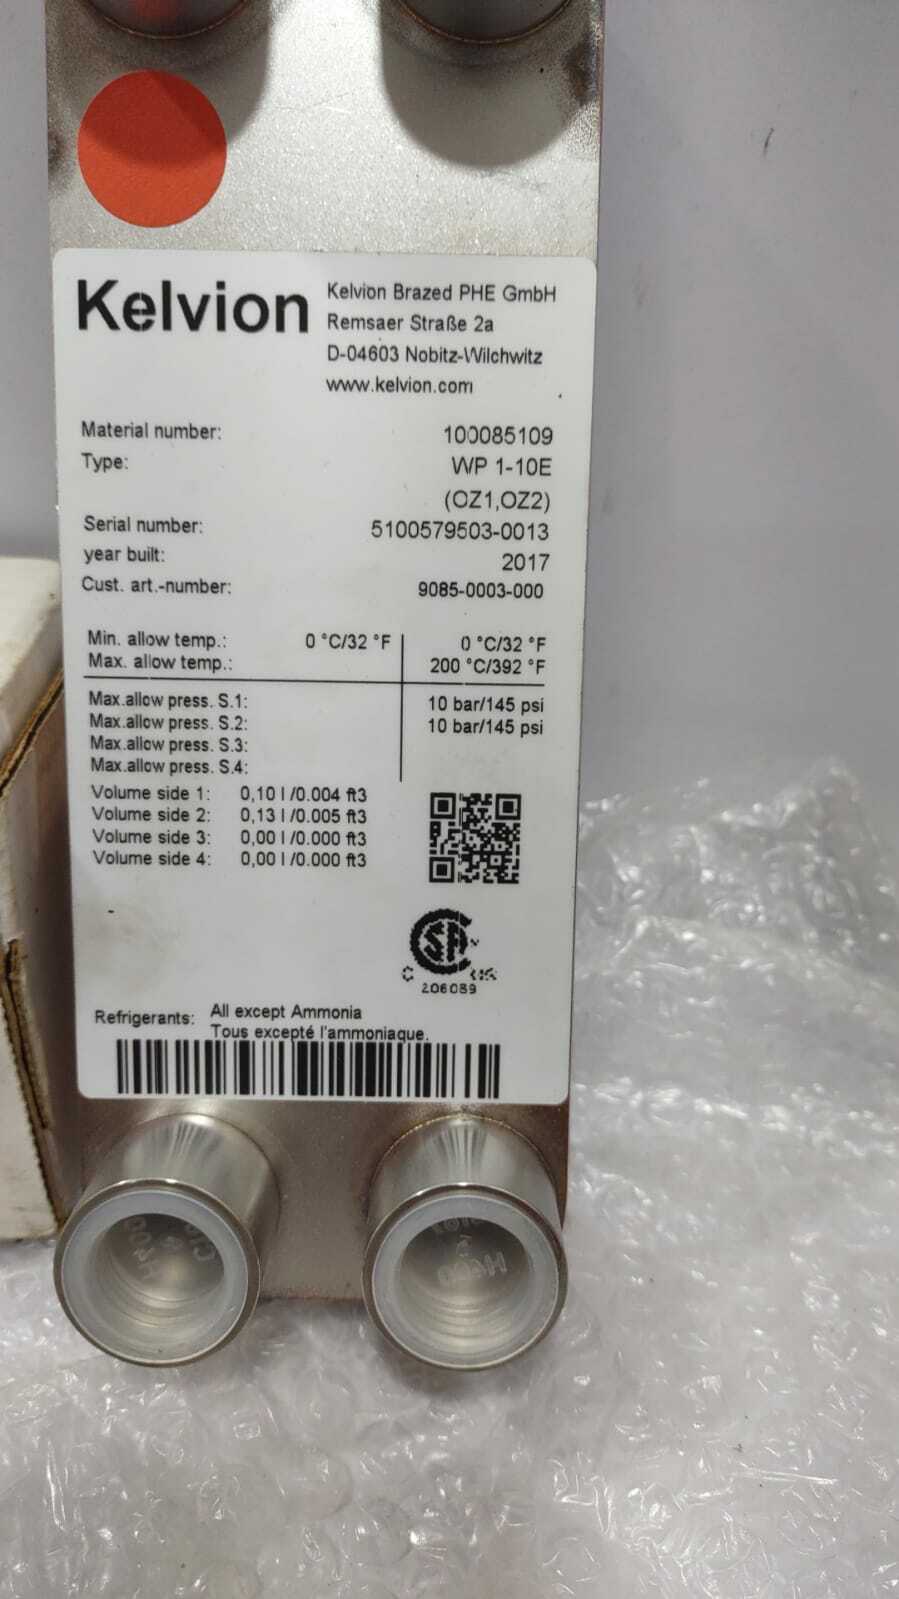 Kelvion
Kelvion Brazed PHE GmbH
Remsaer Straße 2a
D-04603 Nobitz-Wilchwitz
www.kelvion.com
Material number: 100085109
Type: WP 1-10E
(OZ1,OZ2)
Serial number: 5100579503-0013
year built: 2017
Cust. art.-number: 9085-0003-000
Min. allow temp.: 0 °C/32 °F 0 °C/32 °F
Max. allow temp.: 200 °C/392 °F
Max.allow press. S.1: 10 bar/145 psi
Max.allow press. S.2: 10 bar/145 psi
Max.allow press. S.3:
Max.allow press. S.4:
Volume side 1: 0,10 l /0.004 ft3
Volume side 2: 0,13 l /0.005 ft3
Volume side 3: 0,00 l /0.000 ft3
Volume side 4: 0,00 l /0.000 ft3
SA
C US
206089
Refrigerants: All except Ammonia
Tous excepté l'ammoniaque.